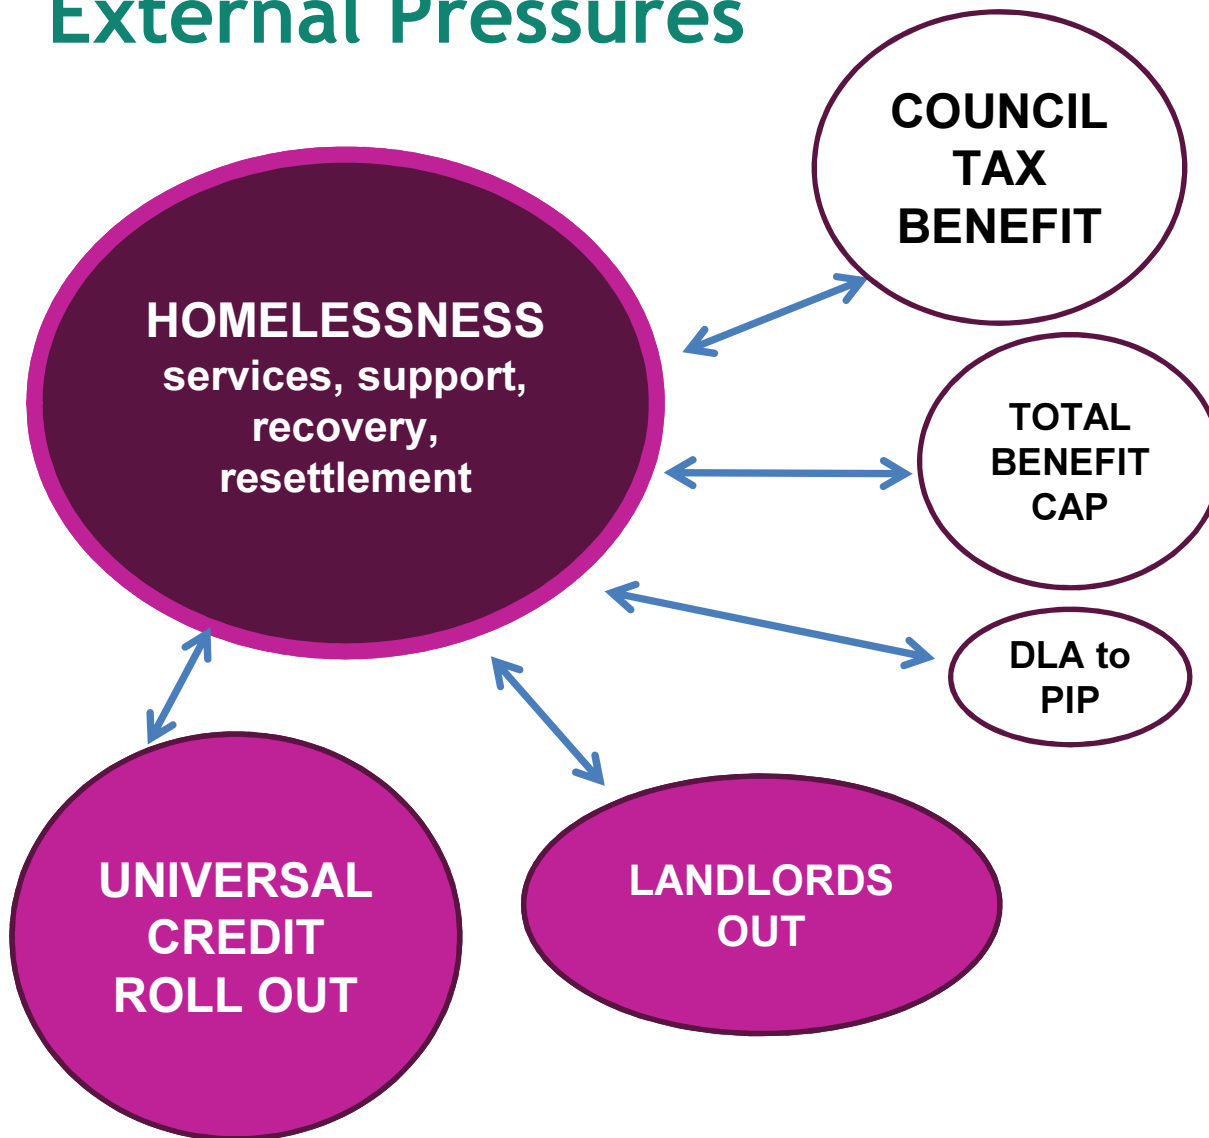 External Pressures
COUNCIL
TAX
BENEFIT
HOMELESSNESS
services, support,
recovery,
resettlement
TOTAL
BENEFIT
CAP
DLA to
PIP
UNIVERSAL
CREDIT
ROLL OUT
LANDLORDS
OUT